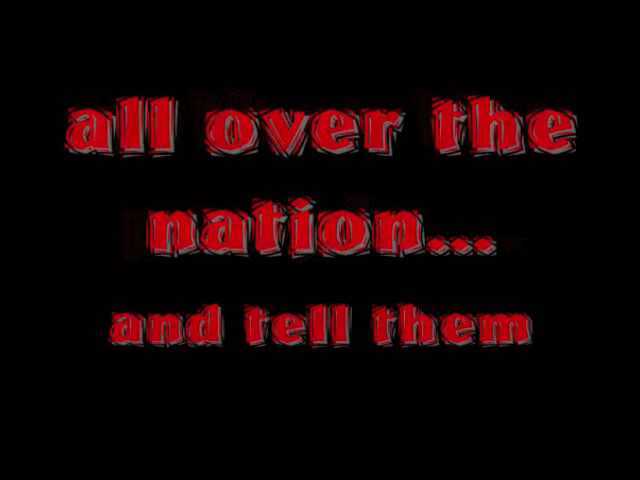 all over the
nation...
and tell them